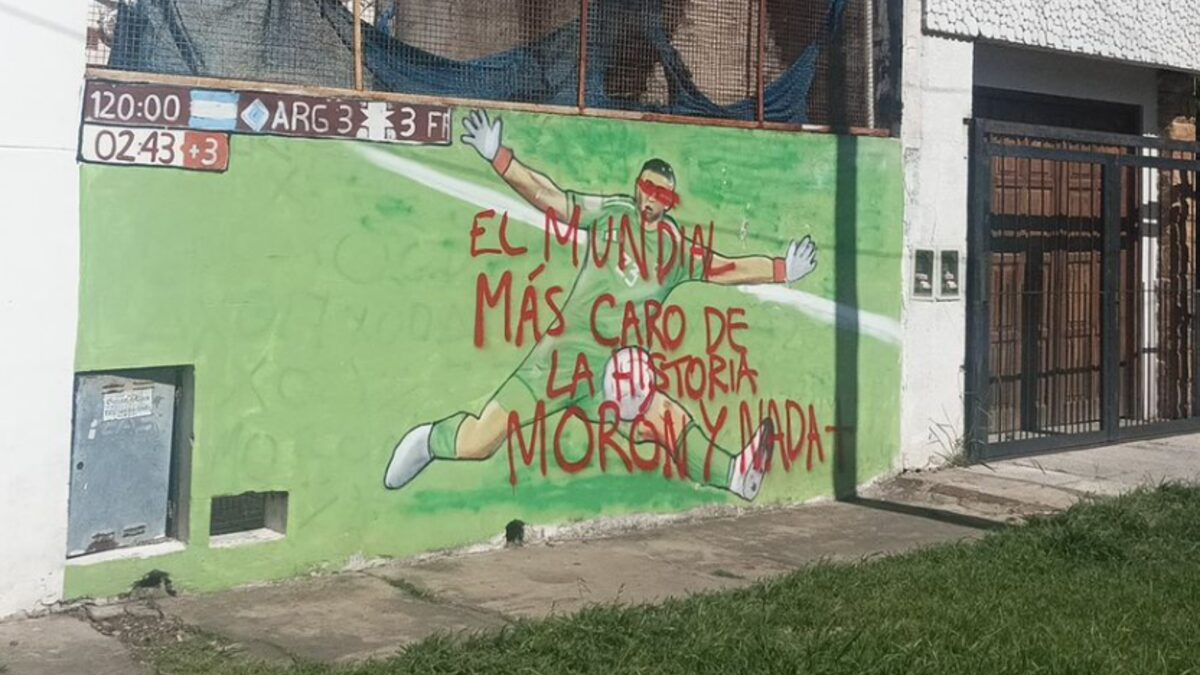 120:00 ARG 3 3 FR
02:43 +3
EL MUNDIAL
MÁS CARO DE
LA HISTORIA
MORON Y NADA+